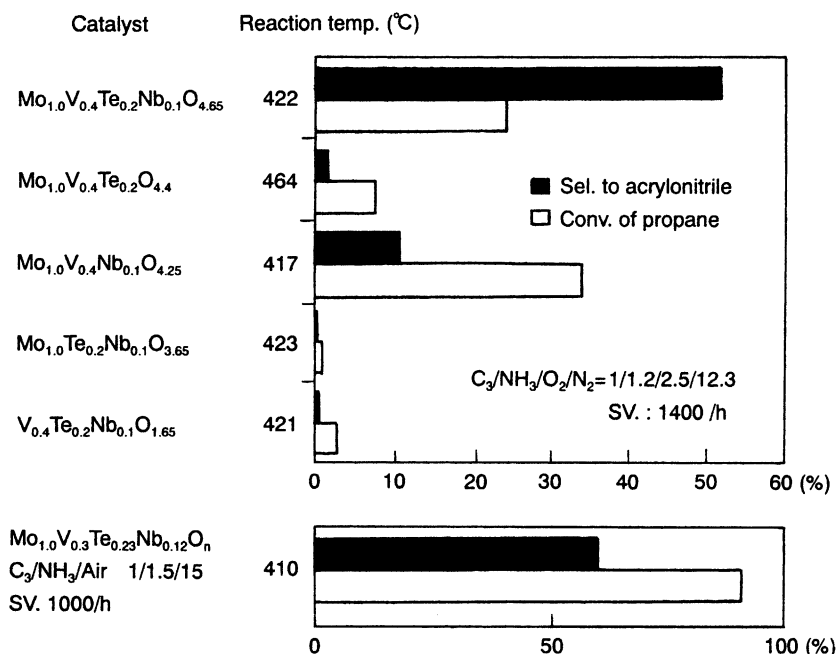 Catalyst Reaction temp. (℃)
Mo₁.₀V₀.₄Te₀.₂Nb₀.₁O₄.₆₅ 422
Mo₁.₀V₀.₄Te₀.₂O₄.₄ 464
Sel. to acrylonitrile
Conv. of propane
Mo₁.₀V₀.₄Nb₀.₁O₄.₂₅ 417
Mo₁.₀Te₀.₂Nb₀.₁O₃.₆₅ 423
C₃/NH₃/O₂/N₂= 1/1.2/2.5/12.3
SV. : 1400 /h
V₀.₄Te₀.₂Nb₀.₁O₁.₆₅ 421
0 10 20 30 40 50 60 (%)
Mo₁.₀V₀.₃Te₀.₂₃Nb₀.₁₂Oₙ
C₃/NH₃/Air 1/1.5/15 410
SV. 1000/h
0 50 100 (%)